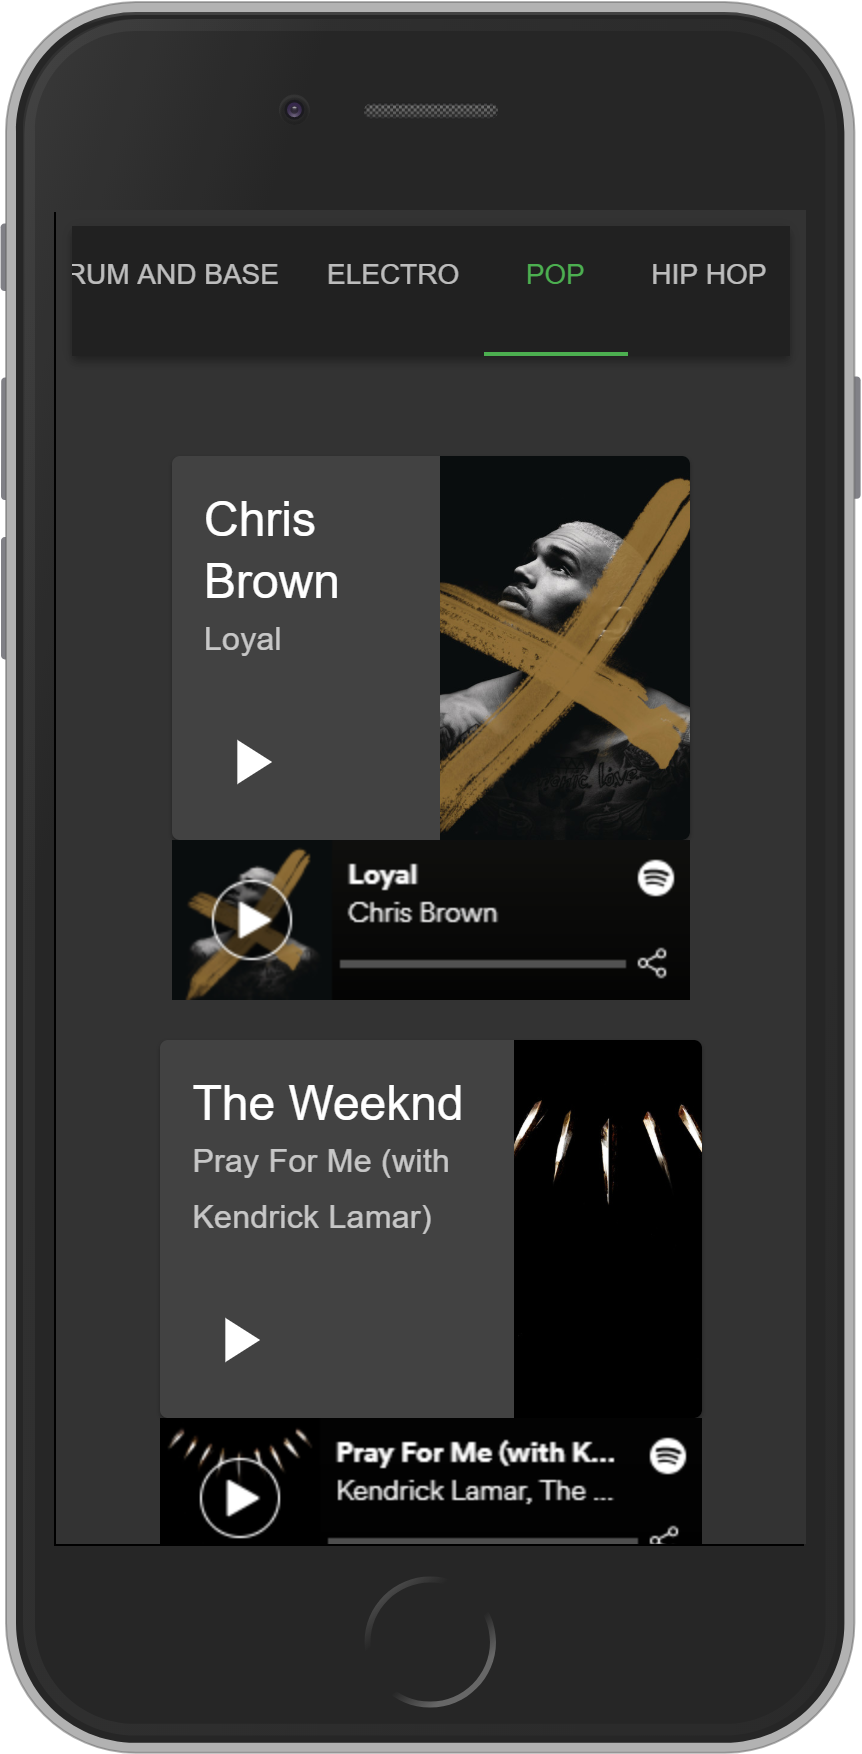 RUM AND BASE ELECTRO POP HIP HOP
Chris
Brown
Loyal
Loyal
Chris Brown
The Weeknd
Pray For Me (with
Kendrick Lamar)
Pray For Me (with K...
Kendrick Lamar, The ...